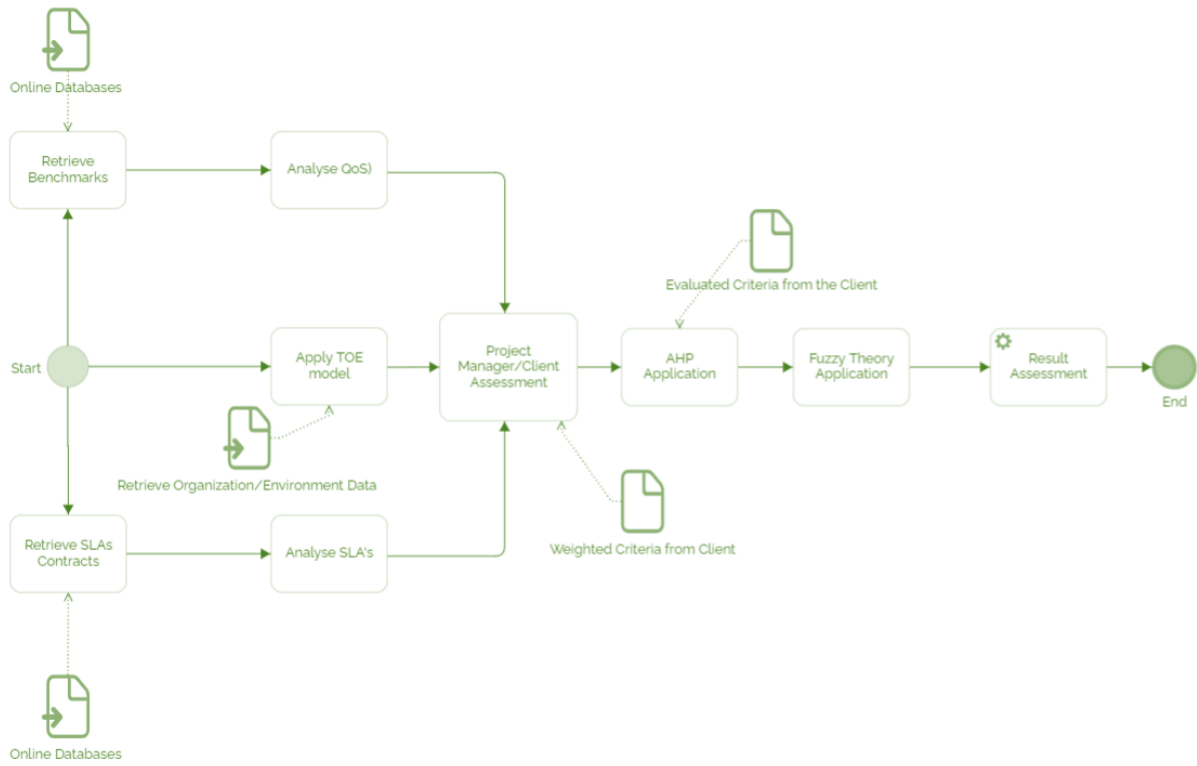 Online Databases
Retrieve
Benchmarks
Analyse QoS)
Evaluated Criteria from the Client
Start
Apply TOE
model
Project
Manager/Client
Assessment
AHP
Application
Fuzzy Theory
Application
Result
Assessment
End
Retrieve Organization/Environment Data
Retrieve SLAs
Contracts
Analyse SLA's
Weighted Criteria from Client
Online Databases